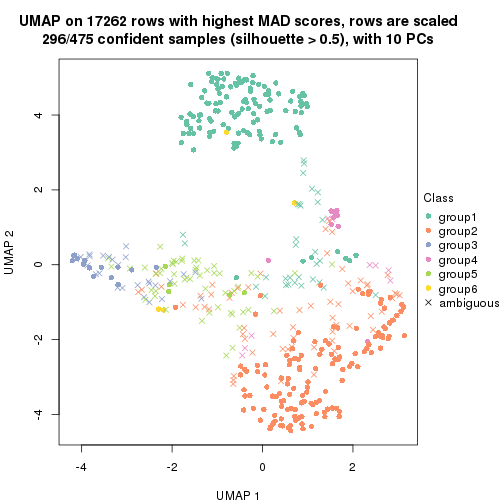 UMAP on 17262 rows with highest MAD scores, rows are scaled
296/475 confident samples (silhouette > 0.5), with 10 PCs
4
2
0
-2
-4
UMAP 2
-4
-2
0
2
UMAP 1
Class
group1
group2
group3
group4
group5
group6
ambiguous